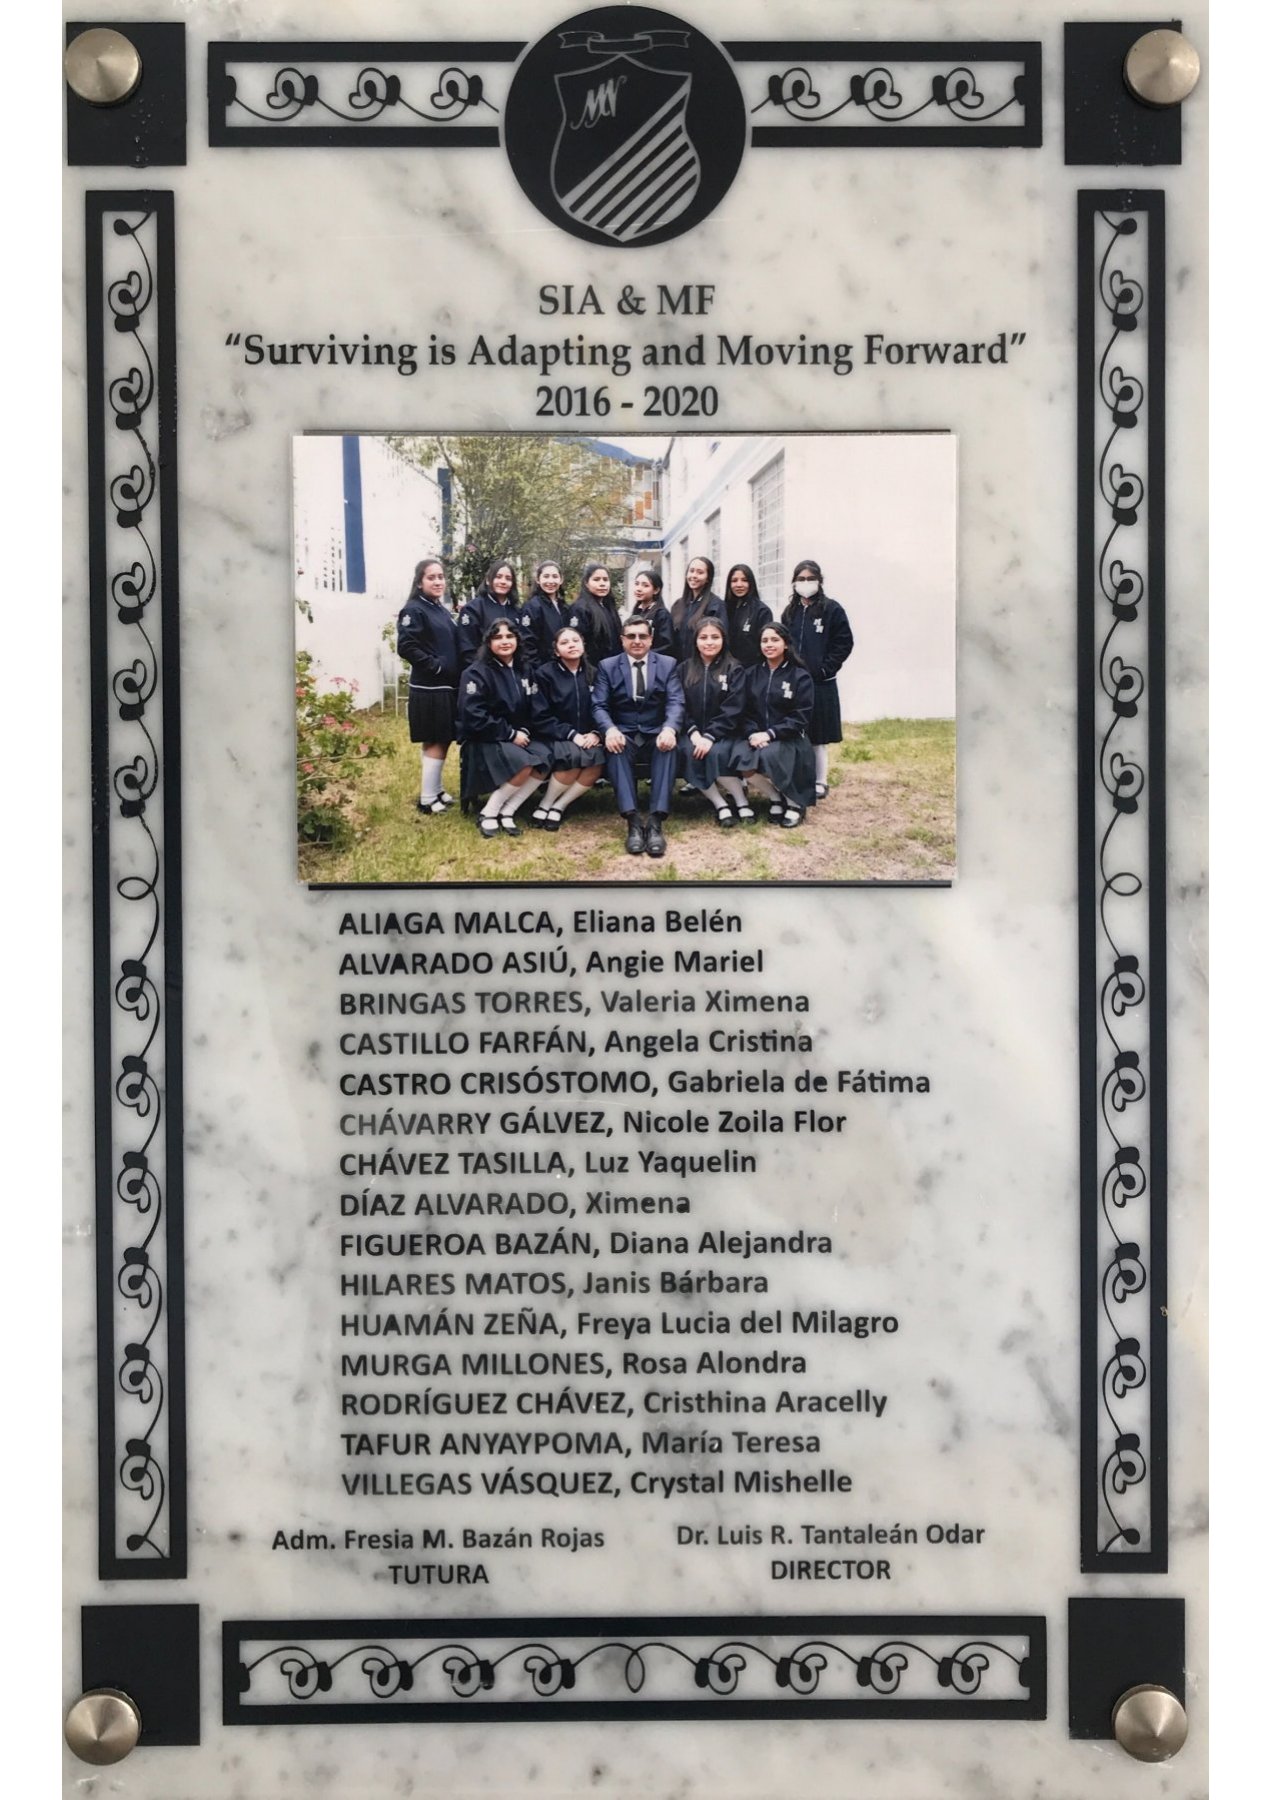 MN
SIA & MF
“Surviving is Adapting and Moving Forward”
2016 - 2020
ALIAGA MALCA, Eliana Belén
ALVARADO ASIÚ, Angie Mariel
BRINGAS TORRES, Valeria Ximena
CASTILLO FARFÁN, Angela Cristina
CASTRO CRISÓSTOMO, Gabriela de Fátima
CHÁVARRY GÁLVEZ, Nicole Zoila Flor
CHÁVEZ TASILLA, Luz Yaquelin
DÍAZ ALVARADO, Ximena
FIGUEROA BAZÁN, Diana Alejandra
HILARES MATOS, Janis Bárbara
HUAMÁN ZEÑA, Freya Lucia del Milagro
MURGA MILLONES, Rosa Alondra
RODRÍGUEZ CHÁVEZ, Cristhina Aracelly
TAFUR ANYAYPOMA, María Teresa
VILLEGAS VÁSQUEZ, Crystal Mishelle
Adm. Fresia M. Bazán Rojas Dr. Luis R. Tantaleán Odar
TUTURA DIRECTOR